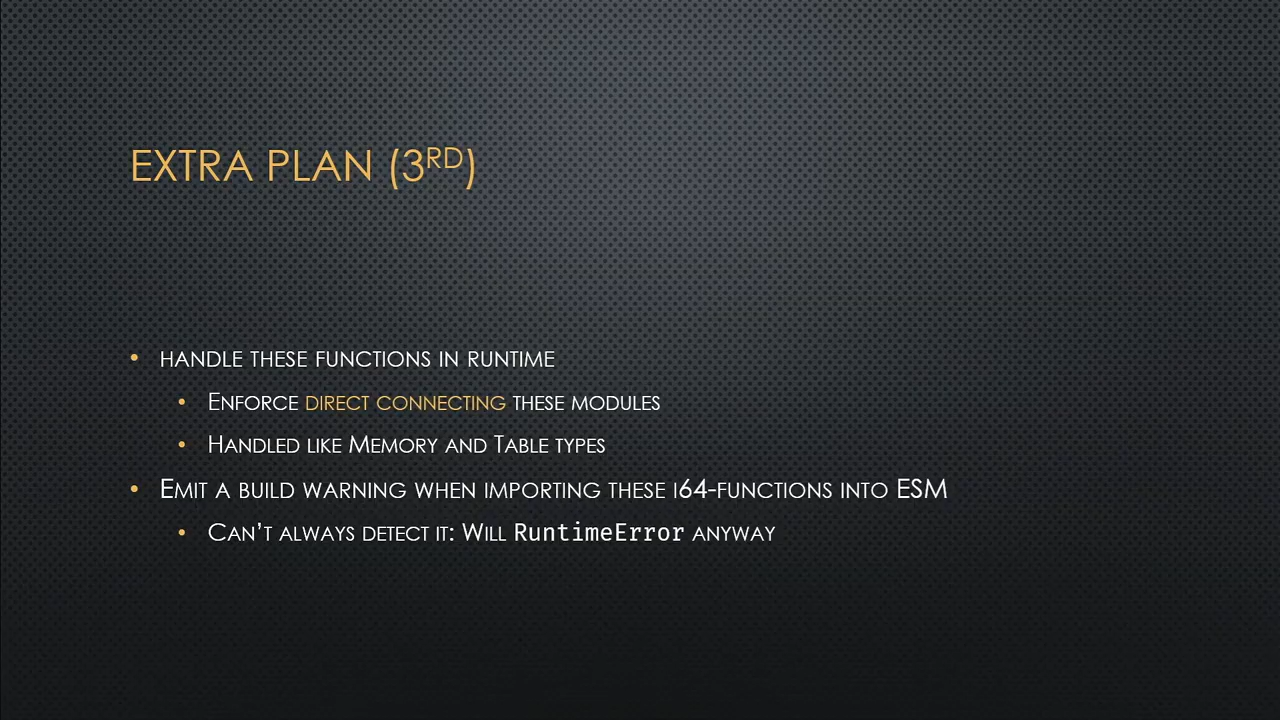 EXTRA PLAN (3RD)
HANDLE THESE FUNCTIONS IN RUNTIME
ENFORCE DIRECT CONNECTING THESE MODULES
HANDLED LIKE MEMORY AND TABLE TYPES
EMIT A BUILD WARNING WHEN IMPORTING THESE I64-FUNCTIONS INTO ESM
CAN’T ALWAYS DETECT IT: WILL RuntimeError ANYWAY